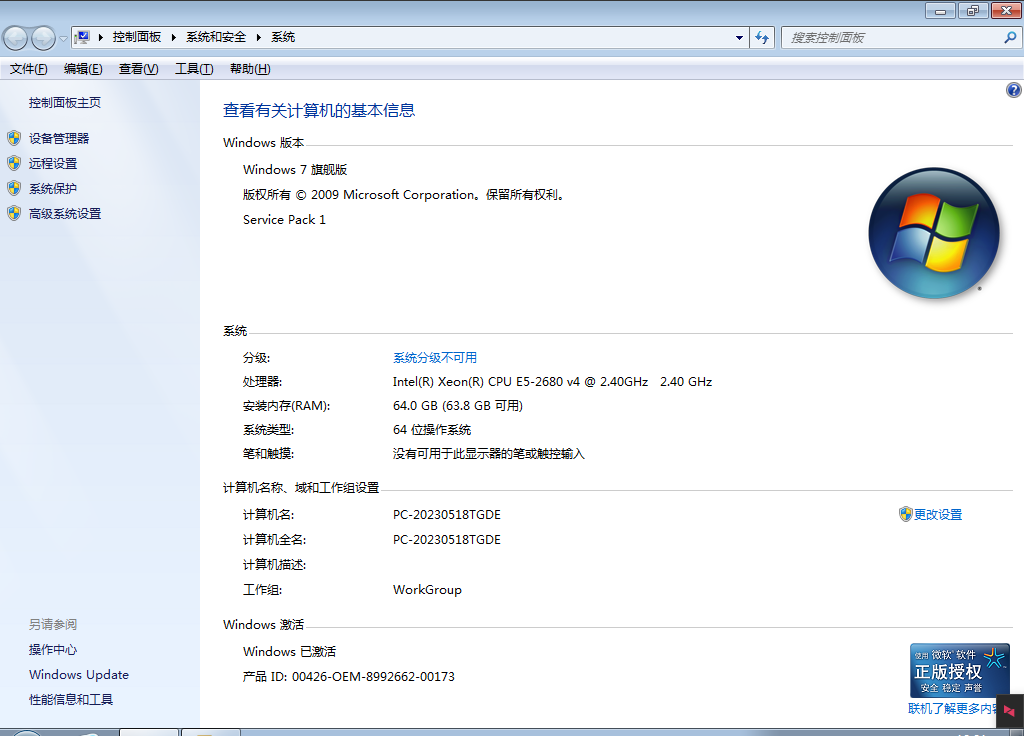 控制面板 系统和安全 系统
搜索控制面板
文件(F) 编辑(E) 查看(V) 工具(T) 帮助(H)
控制面板主页
设备管理器
远程设置
系统保护
高级系统设置
查看有关计算机的基本信息
Windows 版本
Windows 7 旗舰版
版权所有 © 2009 Microsoft Corporation。保留所有权利。
Service Pack 1
系统
分级: 系统分级不可用
处理器: Intel(R) Xeon(R) CPU E5-2680 v4 @ 2.40GHz 2.40 GHz
安装内存(RAM): 64.0 GB (63.8 GB 可用)
系统类型: 64 位操作系统
笔和触摸: 没有可用于此显示器的笔或触控输入
计算机名称、域和工作组设置
计算机名: PC-20230518TGDE
更改设置
计算机全名: PC-20230518TGDE
计算机描述:
工作组: WorkGroup
Windows 激活
Windows 已激活
产品 ID: 00426-OEM-8992662-00173
使用 微软 软件
正版授权
安全 稳定 声誉
联机了解更多内
另请参阅
操作中心
Windows Update
性能信息和工具